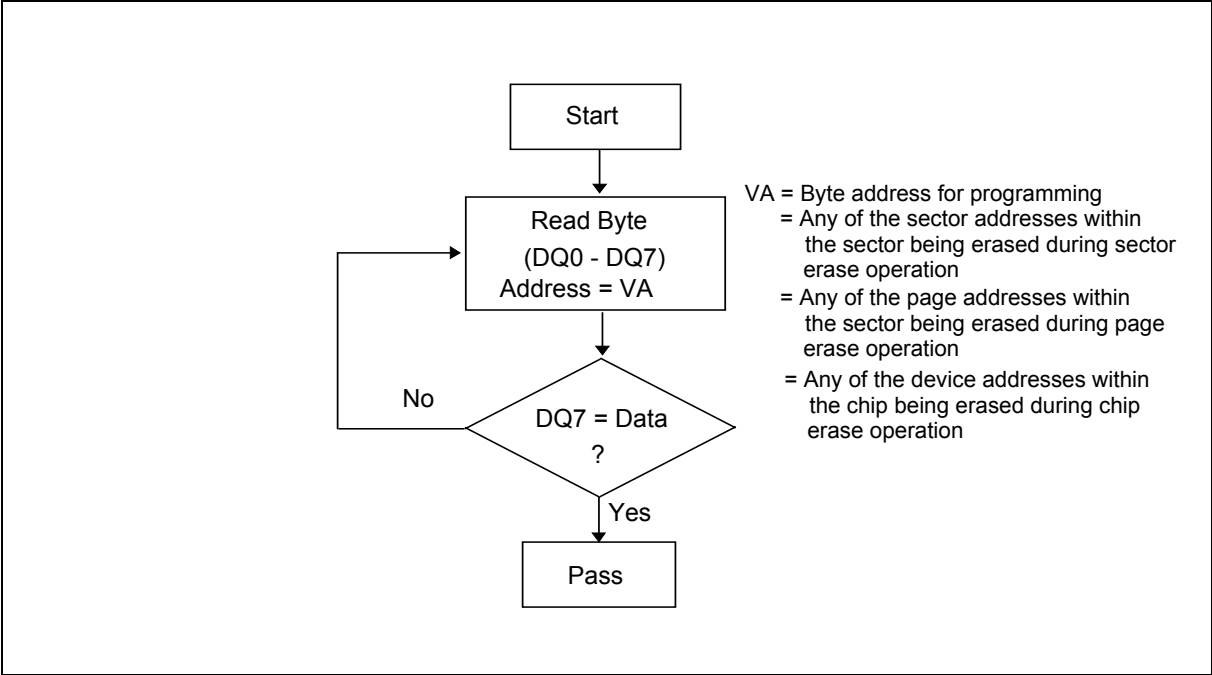 Start
Read Byte
(DQ0 - DQ7)
Address = VA
VA = Byte address for programming
= Any of the sector addresses within
the sector being erased during sector
erase operation
= Any of the page addresses within
the sector being erased during page
erase operation
= Any of the device addresses within
the chip being erased during chip
erase operation
No
DQ7 = Data
?
Yes
Pass